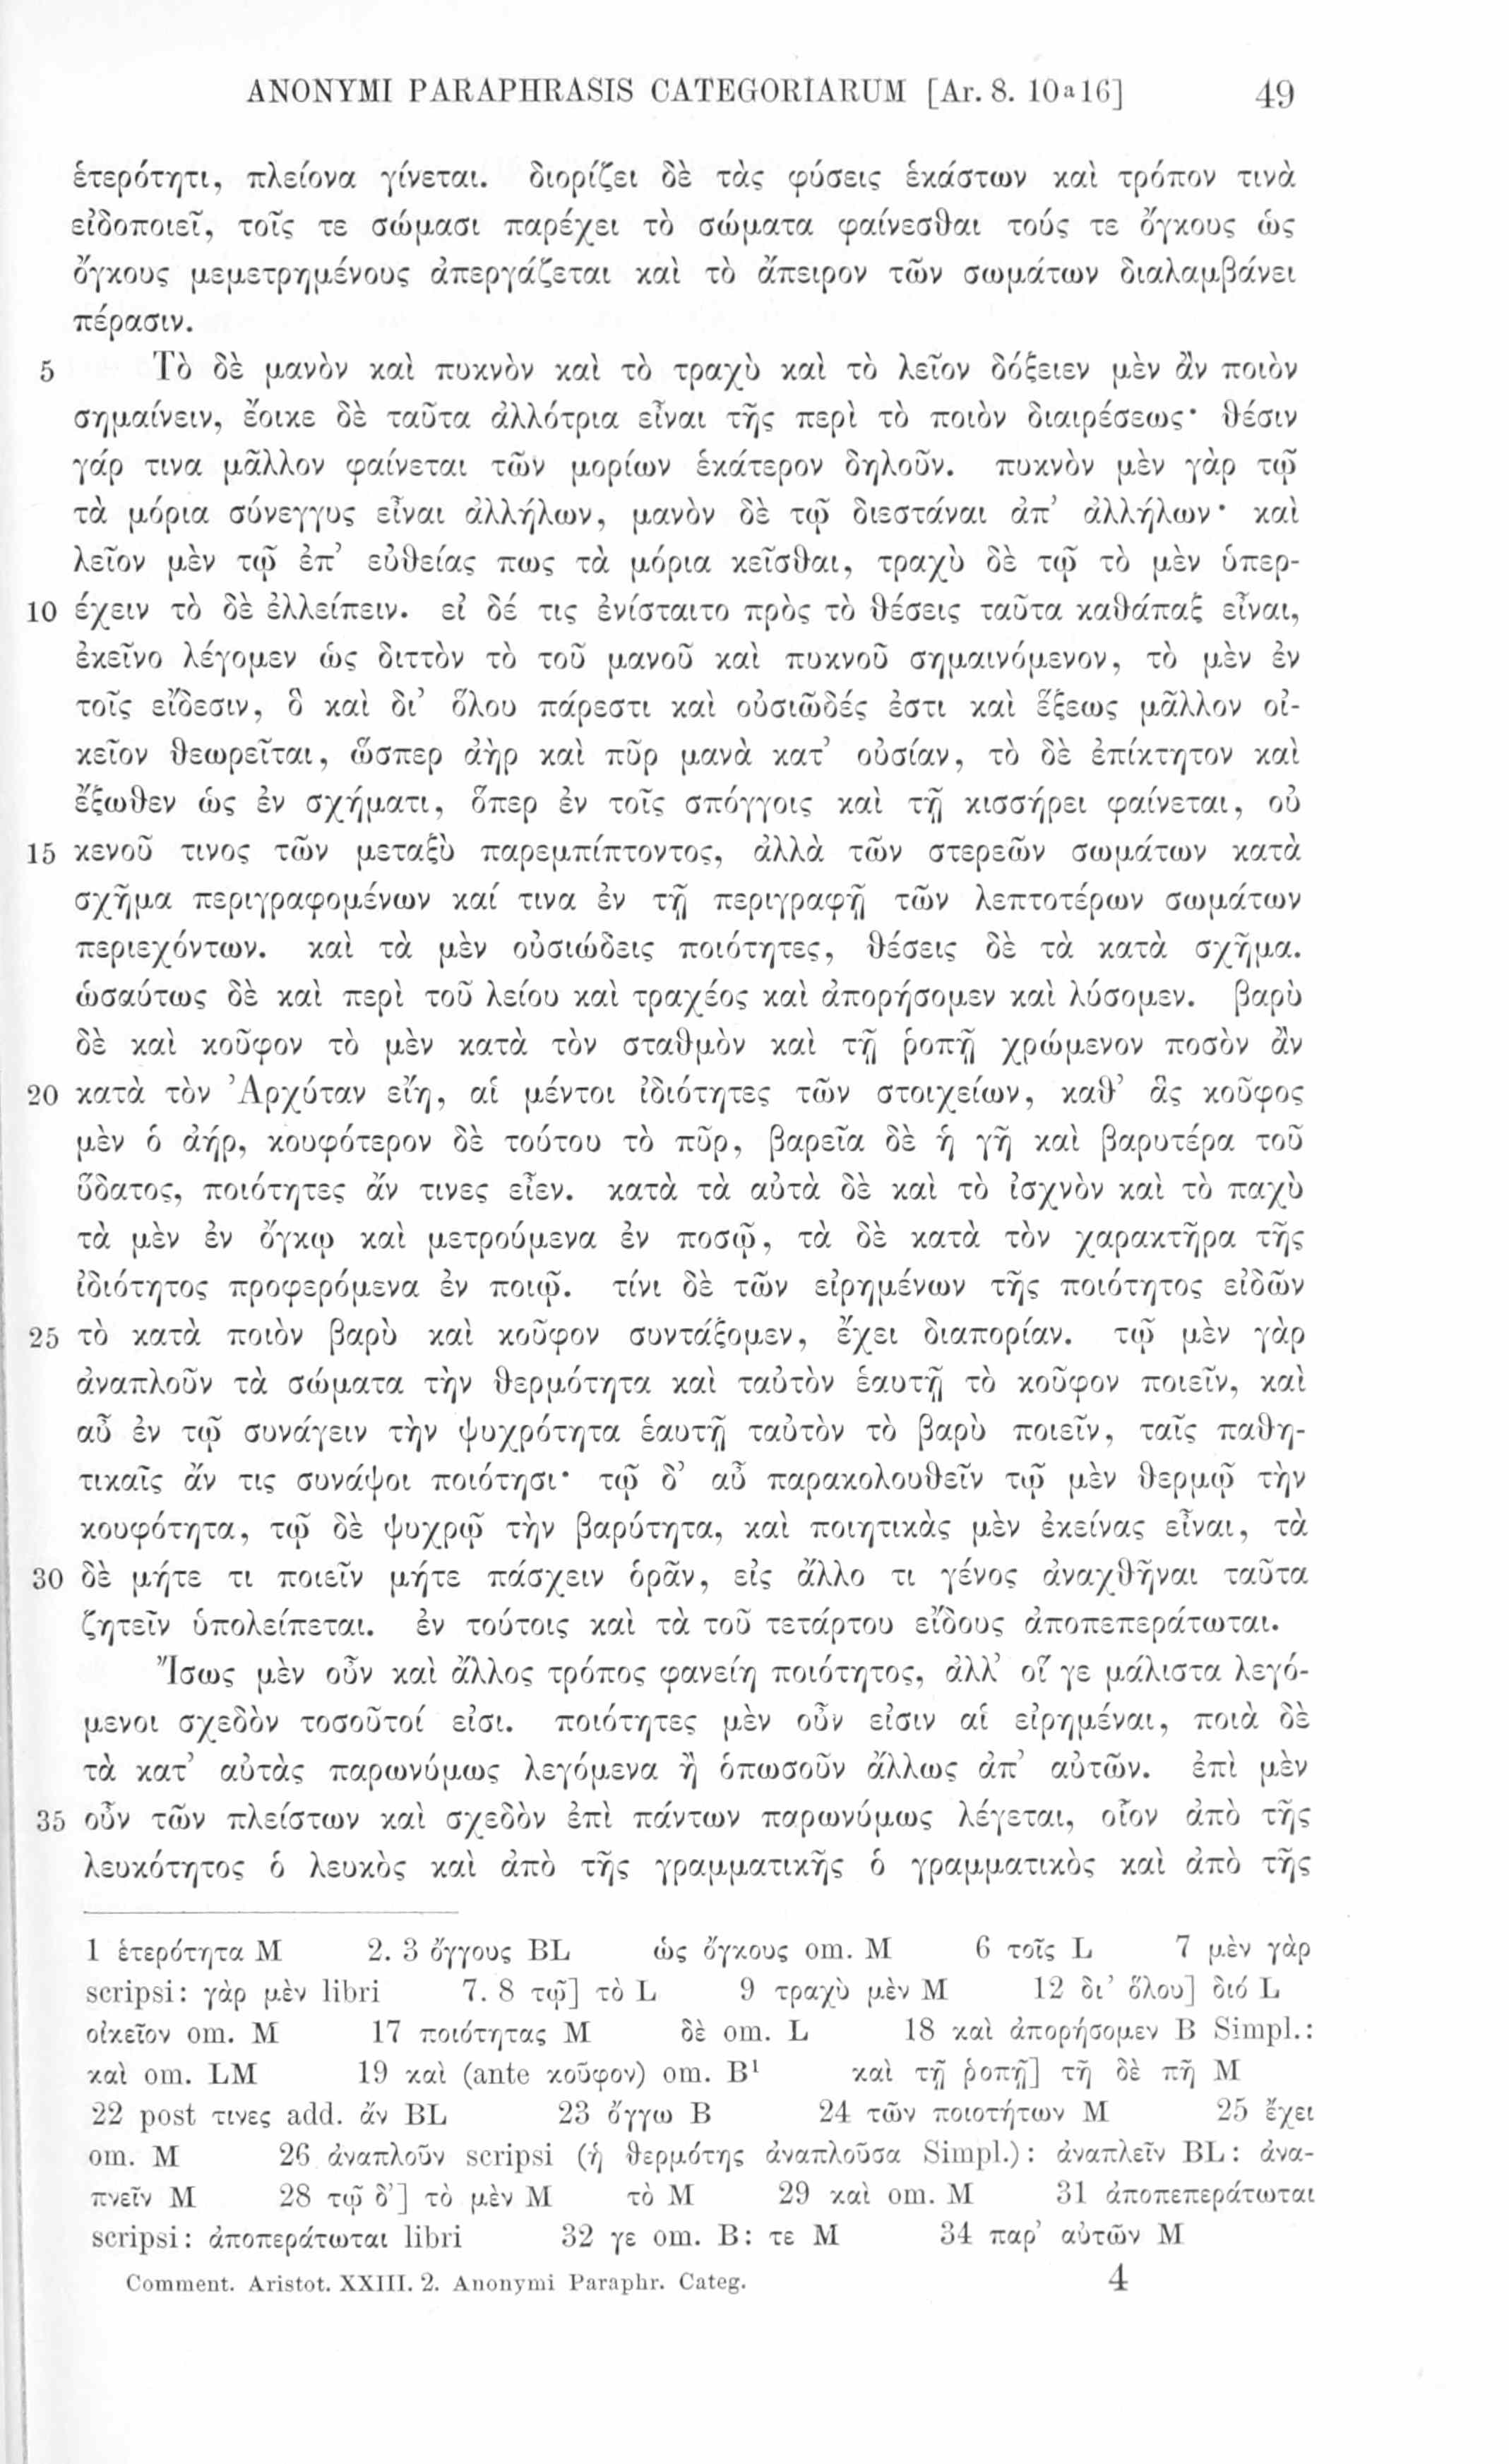 ANONYMI PARAPHRASIS CATEGORIARUM [Ar. 8. 10ᵃ16] 49
ἑτερότητι, πλείονα γίνεται. διορίζει δὲ τὰς φύσεις ἑκάστων καὶ τρόπον τινὰ
εἰδοποιεῖ, τοῖς τε σώμασι παρέχει τὸ σώματα φαίνεσθαι τούς τε ὄγκους ὡς
ὄγκους μεμετρημένους ἀπεργάζεται καὶ τὸ ἄπειρον τῶν σωμάτων διαλαμβάνει
πέρασιν.
5 Τὸ δὲ μανὸν καὶ πυκνὸν καὶ τὸ τραχὺ καὶ τὸ λεῖον δόξειεν μὲν ἂν ποιὸν
σημαίνειν, ἔοικε δὲ ταῦτα ἀλλότρια εἶναι τῆς περὶ τὸ ποιὸν διαιρέσεως· θέσιν
γάρ τινα μᾶλλον φαίνεται τῶν μορίων ἑκάτερον δηλοῦν. πυκνὸν μὲν γὰρ τῷ
τὰ μόρια σύνεγγυς εἶναι ἀλλήλων, μανὸν δὲ τῷ διεστάναι ἀπ’ ἀλλήλων· καὶ
λεῖον μὲν τῷ ἐπ’ εὐθείας πως τὰ μόρια κεῖσθαι, τραχὺ δὲ τῷ τὸ μὲν ὑπερ-
10 έχειν τὸ δὲ ἐλλείπειν. εἰ δέ τις ἐνίσταιτο πρὸς τὸ θέσεις ταῦτα καθάπαξ εἶναι,
ἐκεῖνο λέγομεν ὡς διττὸν τὸ τοῦ μανοῦ καὶ πυκνοῦ σημαινόμενον, τὸ μὲν ἐν
τοῖς εἴδεσιν, ὃ καὶ δι’ ὅλου πάρεστι καὶ οὐσιῶδές ἐστι καὶ ἕξεως μᾶλλον οἰ-
κεῖον θεωρεῖται, ὥσπερ ἀὴρ καὶ πῦρ μανὰ κατ’ οὐσίαν, τὸ δὲ ἐπίκτητον καὶ
ἔξωθεν ὡς ἐν σχήματι, ὅπερ ἐν τοῖς σπόγγοις καὶ τῇ κισσήρει φαίνεται, οὐ
15 κενοῦ τινος τῶν μεταξὺ παρεμπίπτοντος, ἀλλὰ τῶν στερεῶν σωμάτων κατὰ
σχῆμα περιγραφομένων καί τινα ἐν τῇ περιγραφῇ τῶν λεπτοτέρων σωμάτων
περιεχόντων. καὶ τὰ μὲν οὐσιώδεις ποιότητες, θέσεις δὲ τὰ κατὰ σχῆμα.
ὡσαύτως δὲ καὶ περὶ τοῦ λείου καὶ τραχέος καὶ ἀπορήσομεν καὶ λύσομεν. βαρὺ
δὲ καὶ κοῦφον τὸ μὲν κατὰ τὸν σταθμὸν καὶ τῇ ῥοπῇ χρώμενον ποσὸν ἂν
20 κατὰ τὸν Ἀρχύταν εἴη, αἱ μέντοι ἰδιότητες τῶν στοιχείων, καθ’ ἃς κοῦφος
μὲν ὁ ἀήρ, κουφότερον δὲ τούτου τὸ πῦρ, βαρεῖα δὲ ἡ γῆ καὶ βαρυτέρα τοῦ
ὕδατος, ποιότητες ἄν τινες εἶεν. κατὰ τὰ αὐτὰ δὲ καὶ τὸ ἰσχνὸν καὶ τὸ παχὺ
τὰ μὲν ἐν ὄγκῳ καὶ μετρούμενα ἐν ποσῷ, τὰ δὲ κατὰ τὸν χαρακτῆρα τῆς
ἰδιότητος προφερόμενα ἐν ποιῷ. τίνι δὲ τῶν εἰρημένων τῆς ποιότητος εἰδῶν
25 τὸ κατὰ ποιὸν βαρὺ καὶ κοῦφον συντάξομεν, ἔχει διαπορίαν. τῷ μὲν γὰρ
ἀναπλοῦν τὰ σώματα τὴν θερμότητα καὶ ταὐτὸν ἑαυτῇ τὸ κοῦφον ποιεῖν, καὶ
αὖ ἐν τῷ συνάγειν τὴν ψυχρότητα ἑαυτῇ ταὐτὸν τὸ βαρὺ ποιεῖν, ταῖς παθη-
τικαῖς ἄν τις συνάψοι ποιότησι· τῷ δ’ αὖ παρακολουθεῖν τῷ μὲν θερμῷ τὴν
κουφότητα, τῷ δὲ ψυχρῷ τὴν βαρύτητα, καὶ ποιητικὰς μὲν ἐκείνας εἶναι, τὰ
30 δὲ μήτε τι ποιεῖν μήτε πάσχειν ὁρᾶν, εἰς ἄλλο τι γένος ἀναχθῆναι ταῦτα
ζητεῖν ὑπολείπεται. ἐν τούτοις καὶ τὰ τοῦ τετάρτου εἴδους ἀποπεπεράτωται.
Ἴσως μὲν οὖν καὶ ἄλλος τρόπος φανείη ποιότητος, ἀλλ’ οἵ γε μάλιστα λεγό-
μενοι σχεδὸν τοσοῦτοί εἰσι. ποιότητες μὲν οὖν εἰσιν αἱ εἰρημέναι, ποιὰ δὲ
τὰ κατ’ αὐτὰς παρωνύμως λεγόμενα ἢ ὁπωσοῦν ἄλλως ἀπ’ αὐτῶν. ἐπὶ μὲν
35 οὖν τῶν πλείστων καὶ σχεδὸν ἐπὶ πάντων παρωνύμως λέγεται, οἷον ἀπὸ τῆς
λευκότητος ὁ λευκὸς καὶ ἀπὸ τῆς γραμματικῆς ὁ γραμματικὸς καὶ ἀπὸ τῆς
1 ἑτερότητα M 2. 3 ὄγγους BL ὡς ὄγκους om. M 6 τοῖς L 7 μὲν γὰρ
scripsi: γὰρ μὲν libri 7. 8 τῷ] τὸ L 9 τραχὺ μὲν M 12 δι’ ὅλου] διό L
οἰκεῖον om. M 17 ποιότητας M δὲ om. L 18 καὶ ἀπορήσομεν B Simpl.:
καὶ om. LM 19 καὶ (ante κοῦφον) om. B¹ καὶ τῇ ῥοπῇ] τῇ δὲ πῇ M
22 post τινες add. ἄν BL 23 ὄγγω B 24 τῶν ποιοτήτων M 25 ἔχει
om. M 26 ἀναπλοῦν scripsi (ἡ θερμότης ἀναπλοῦσα Simpl.): ἀναπλεῖν BL: ἀνα-
πνεῖν M 28 τῷ δ’] τὸ μὲν M τὸ M 29 καὶ om. M 31 ἀποπεπεράτωται
scripsi: ἀποπεράτωται libri 32 γε om. B: τε M 34 παρ’ αὐτῶν M
Comment. Aristot. XXIII. 2. Anonymi Paraphr. Categ. 4